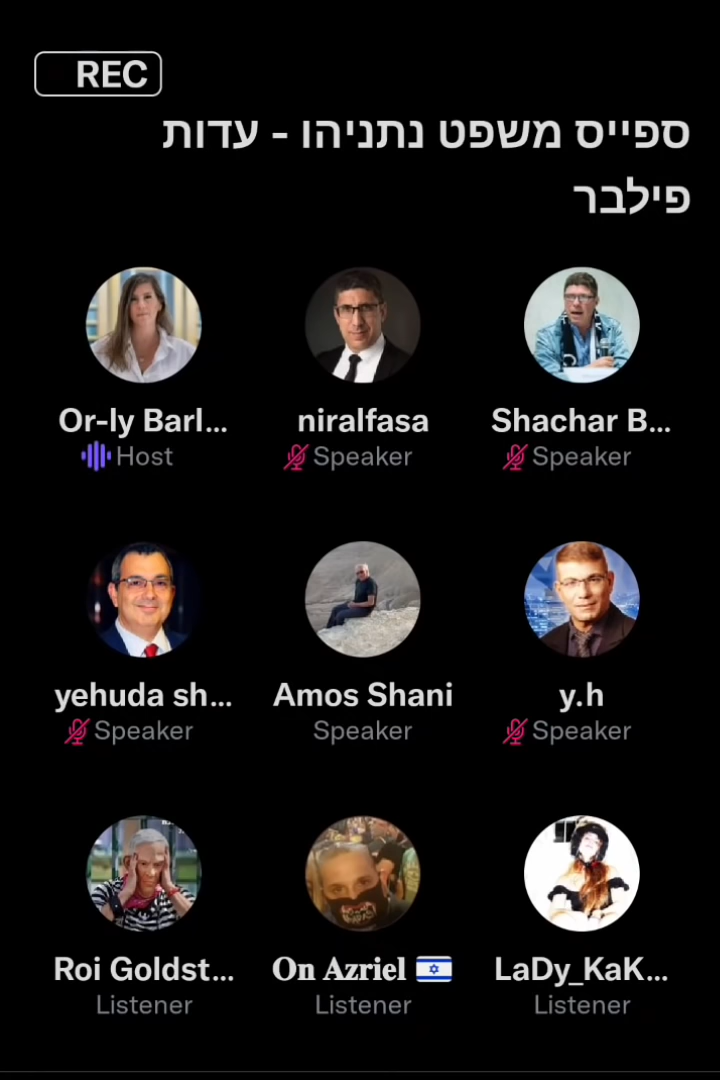 REC
ספייס משפט נתניהו - עדות
פילבר
Or-ly Barl... niralfasa Shachar B...
Host Speaker Speaker
yehuda sh... Amos Shani y.h
Speaker Speaker Speaker
Roi Goldst... On Azriel 🇮🇱 LaDy_KaK...
Listener Listener Listener